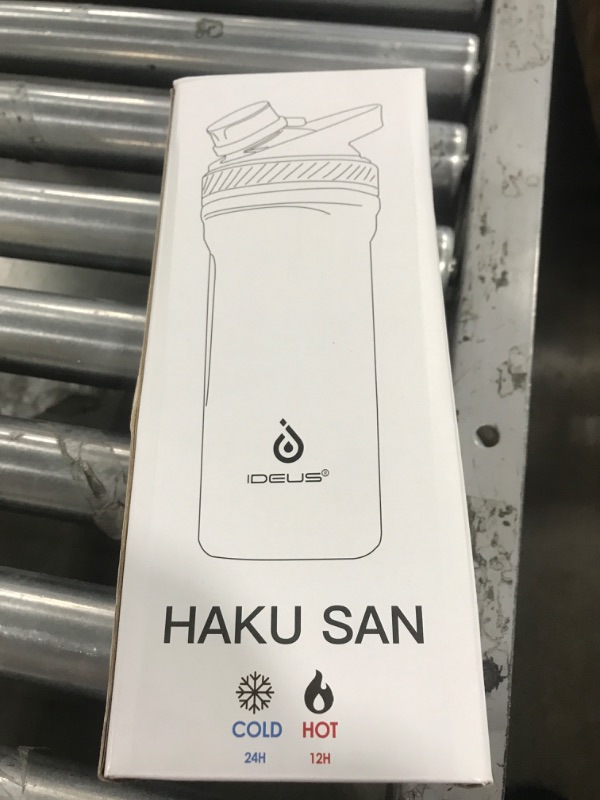 IDEUS®
HAKU SAN
COLD HOT
24H 12H